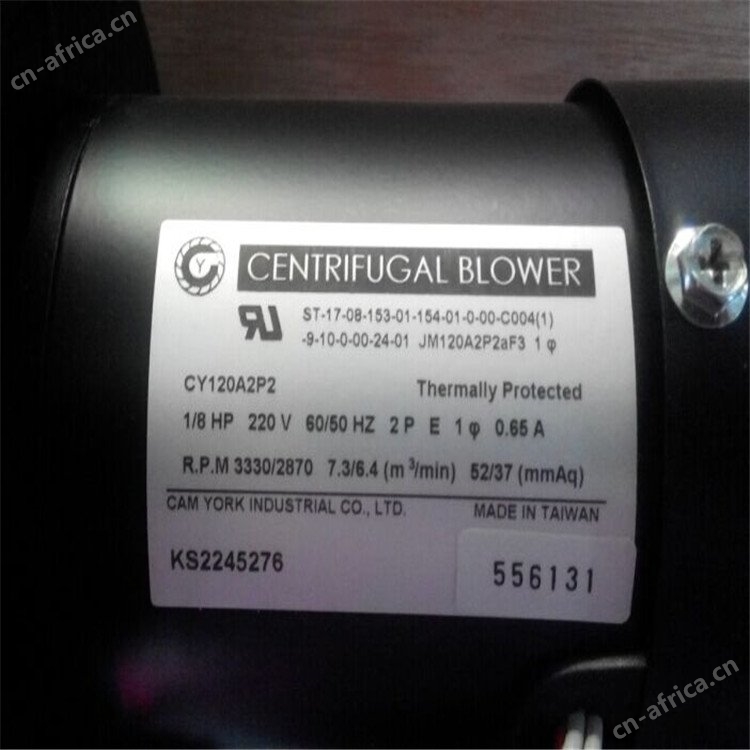 cn-africa.cn
CY
CENTRIFUGAL BLOWER
ST-17-08-153-01-154-01-0-00-C004(1)
-9-10-0-00-24-01 JM120A2P2aF3 1 φ
CY120A2P2 Thermally Protected
1/8 HP 220 V 60/50 HZ 2 P E 1 φ 0.65 A
R.P.M 3330/2870 7.3/6.4 (m³/min) 52/37 (mmAq)
CAM YORK INDUSTRIAL CO., LTD. MADE IN TAIWAN
KS2245276 556131
cn-africa.cn